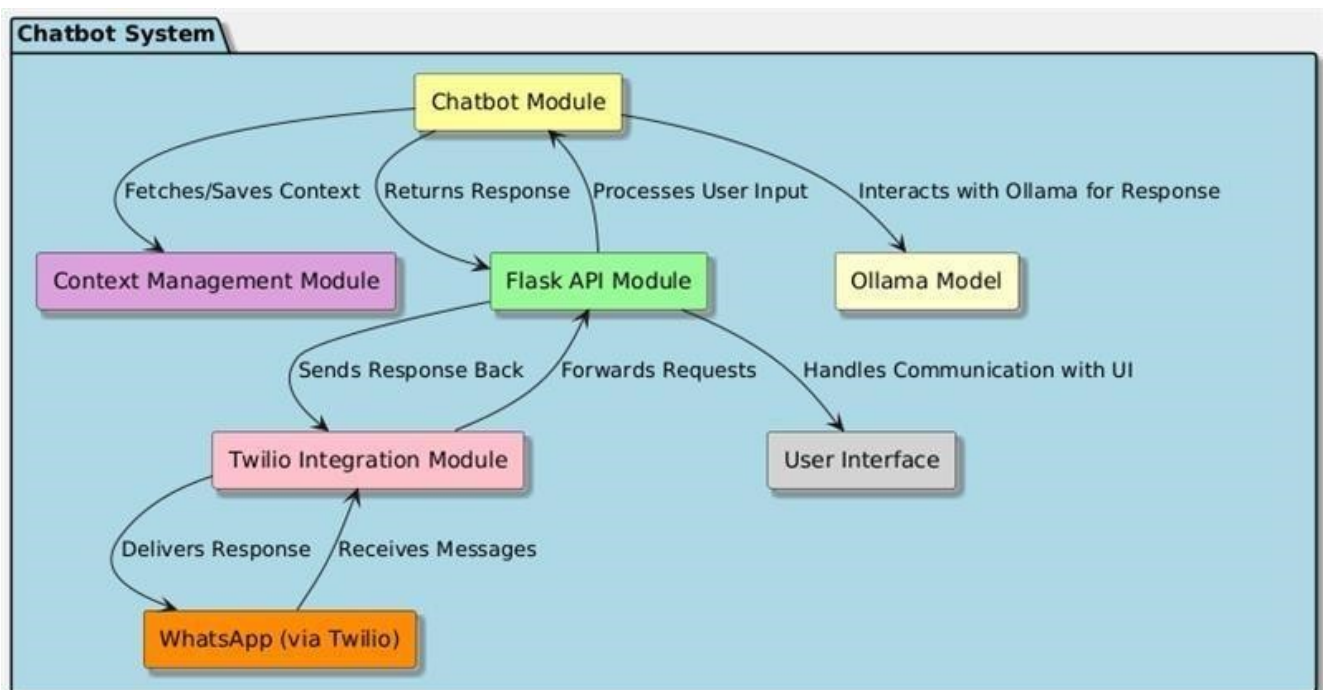 Chatbot System
Chatbot Module
Fetches/Saves Context
Returns Response
Processes User Input
Interacts with Ollama for Response
Context Management Module
Flask API Module
Ollama Model
Sends Response Back
Forwards Requests
Handles Communication with UI
Twilio Integration Module
User Interface
Delivers Response
Receives Messages
WhatsApp (via Twilio)